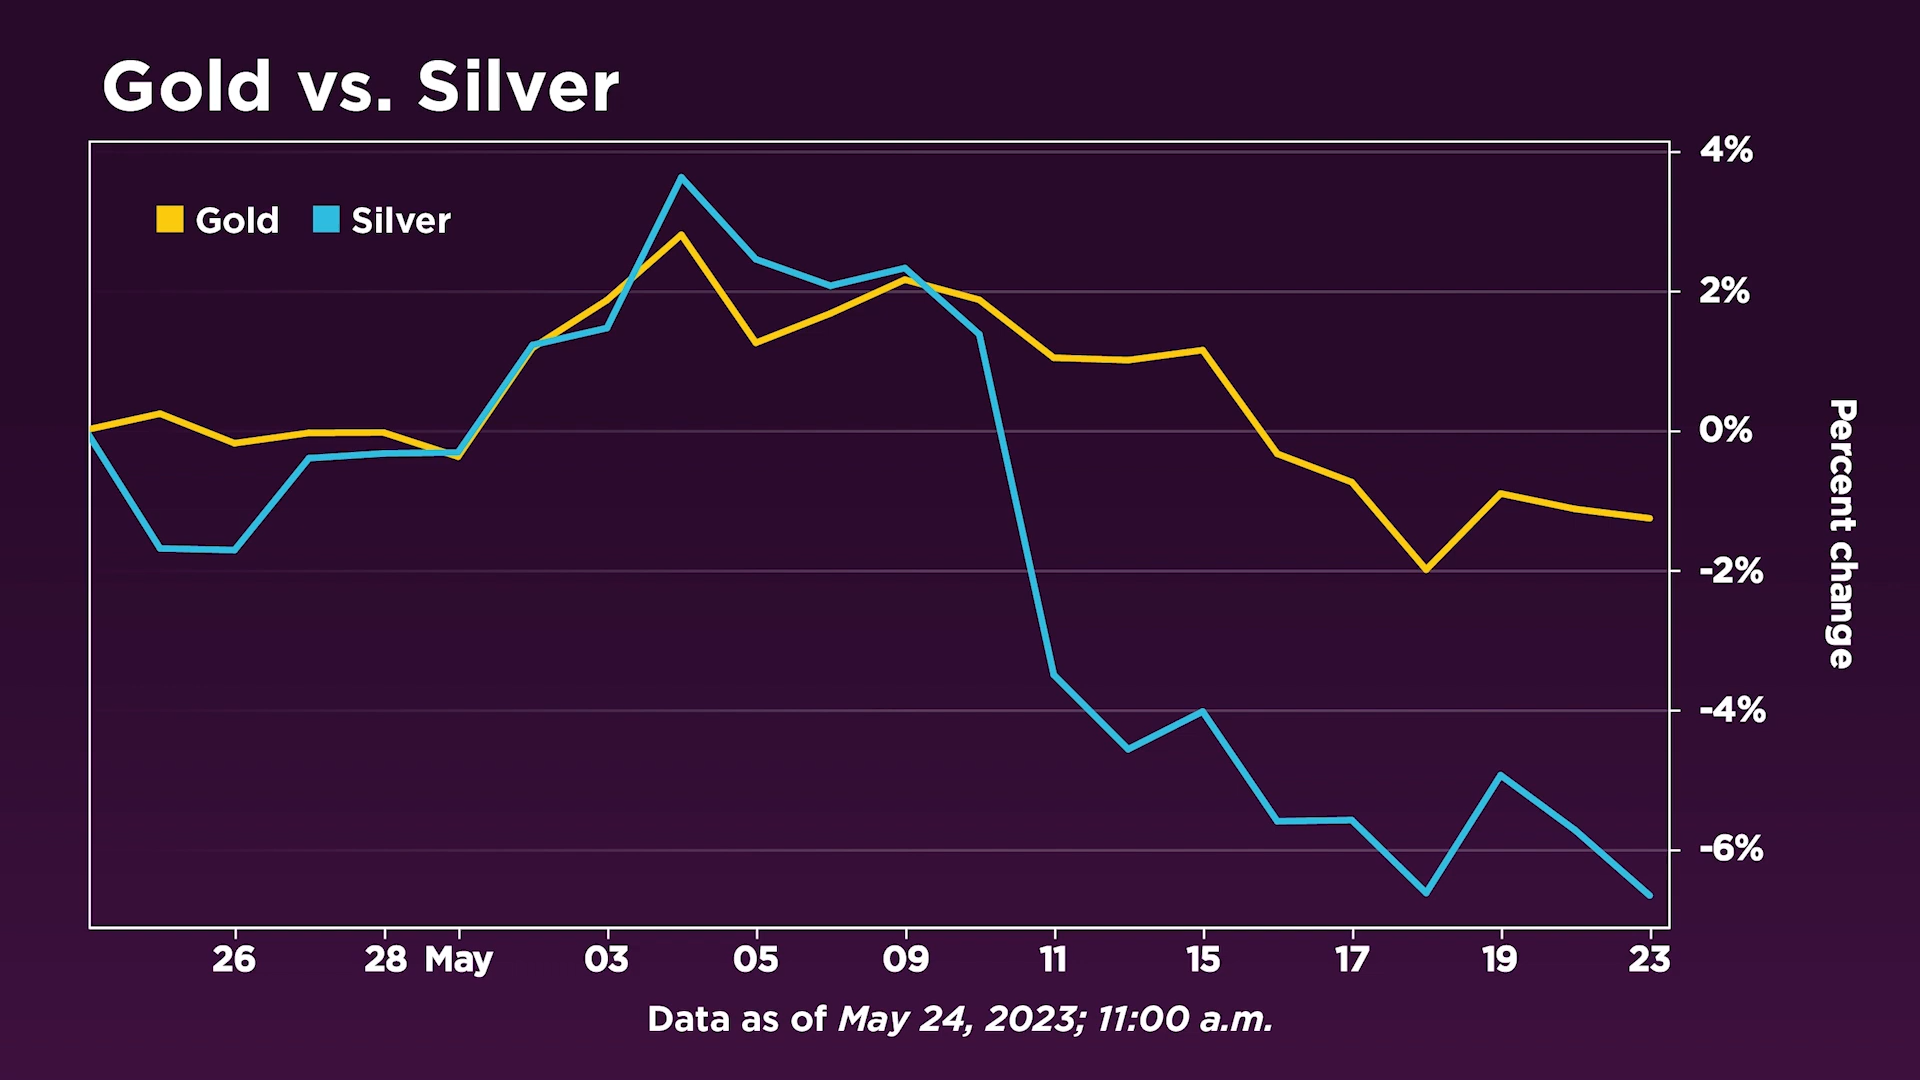 Gold vs. Silver
4%
Gold Silver
2%
0%
Percent change
-2%
-4%
-6%
26 28 May 03 05 09 11 15 17 19 23
Data as of May 24, 2023; 11:00 a.m.